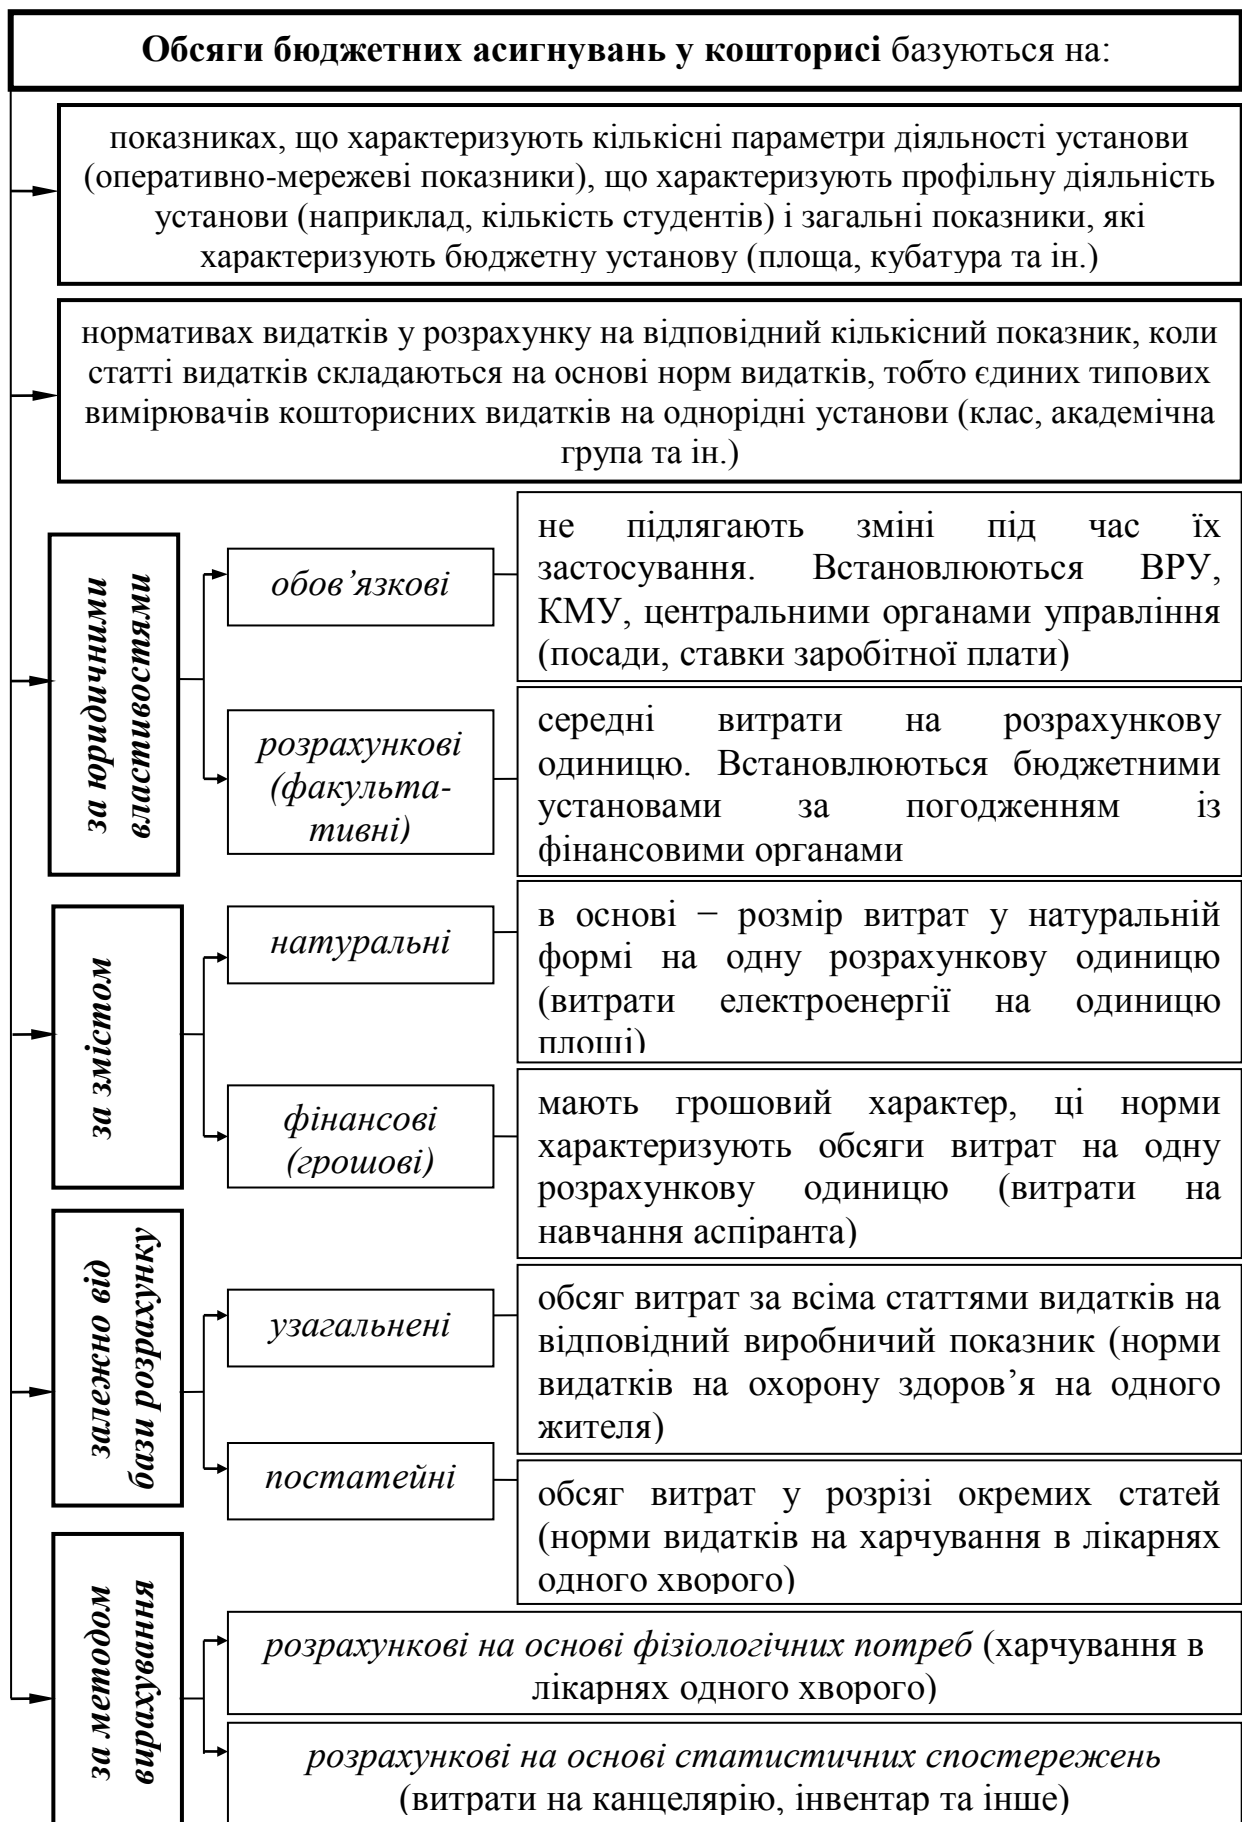 Обсяги бюджетних асигнувань у кошторисі базуються на:
показниках, що характеризують кількісні параметри діяльності установи
(оперативно-мережеві показники), що характеризують профільну діяльність
установи (наприклад, кількість студентів) і загальні показники, які
характеризують бюджетну установу (площа, кубатура та ін.)
нормативах видатків у розрахунку на відповідний кількісний показник, коли
статті видатків складаються на основі норм видатків, тобто єдиних типових
вимірювачів кошторисних видатків на однорідні установи (клас, академічна
група та ін.)
за юридичними
властивостями
обов’язкові
не підлягають зміні під час їх
застосування. Встановлюються ВРУ,
КМУ, центральними органами управління
(посади, ставки заробітної плати)
розрахункові
(факульта-
тивні)
середні витрати на розрахункову
одиницю. Встановлюються бюджетними
установами за погодженням із
фінансовими органами
за змістом
натуральні
в основі − розмір витрат у натуральній
формі на одну розрахункову одиницю
(витрати електроенергії на одиницю
площі)
фінансові
(грошові)
мають грошовий характер, ці норми
характеризують обсяги витрат на одну
розрахункову одиницю (витрати на
навчання аспіранта)
залежно від
бази розрахунку
узагальнені
обсяг витрат за всіма статтями видатків на
відповідний виробничий показник (норми
видатків на охорону здоров’я на одного
жителя)
постатейні
обсяг витрат у розрізі окремих статей
(норми видатків на харчування в лікарнях
одного хворого)
за методом
вирахування
розрахункові на основі фізіологічних потреб (харчування в
лікарнях одного хворого)
розрахункові на основі статистичних спостережень
(витрати на канцелярію, інвентар та інше)